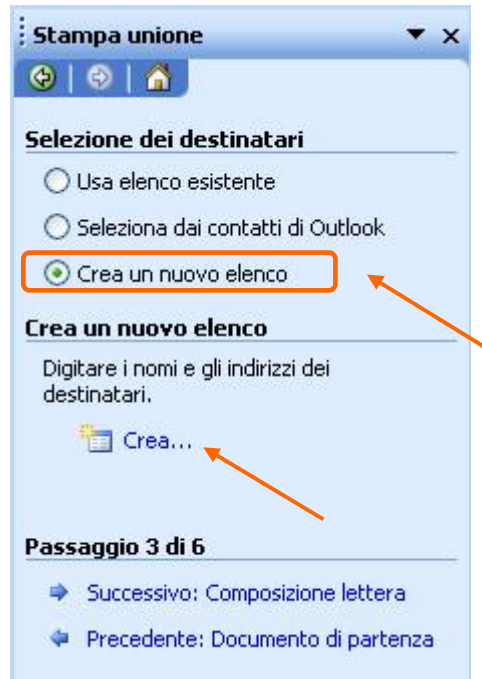 Stampa unione
Selezione dei destinatari
Usa elenco esistente
Seleziona dai contatti di Outlook
Crea un nuovo elenco
Crea un nuovo elenco
Digitare i nomi e gli indirizzi dei
destinatari.
Crea...
Passaggio 3 di 6
Successivo: Composizione lettera
Precedente: Documento di partenza